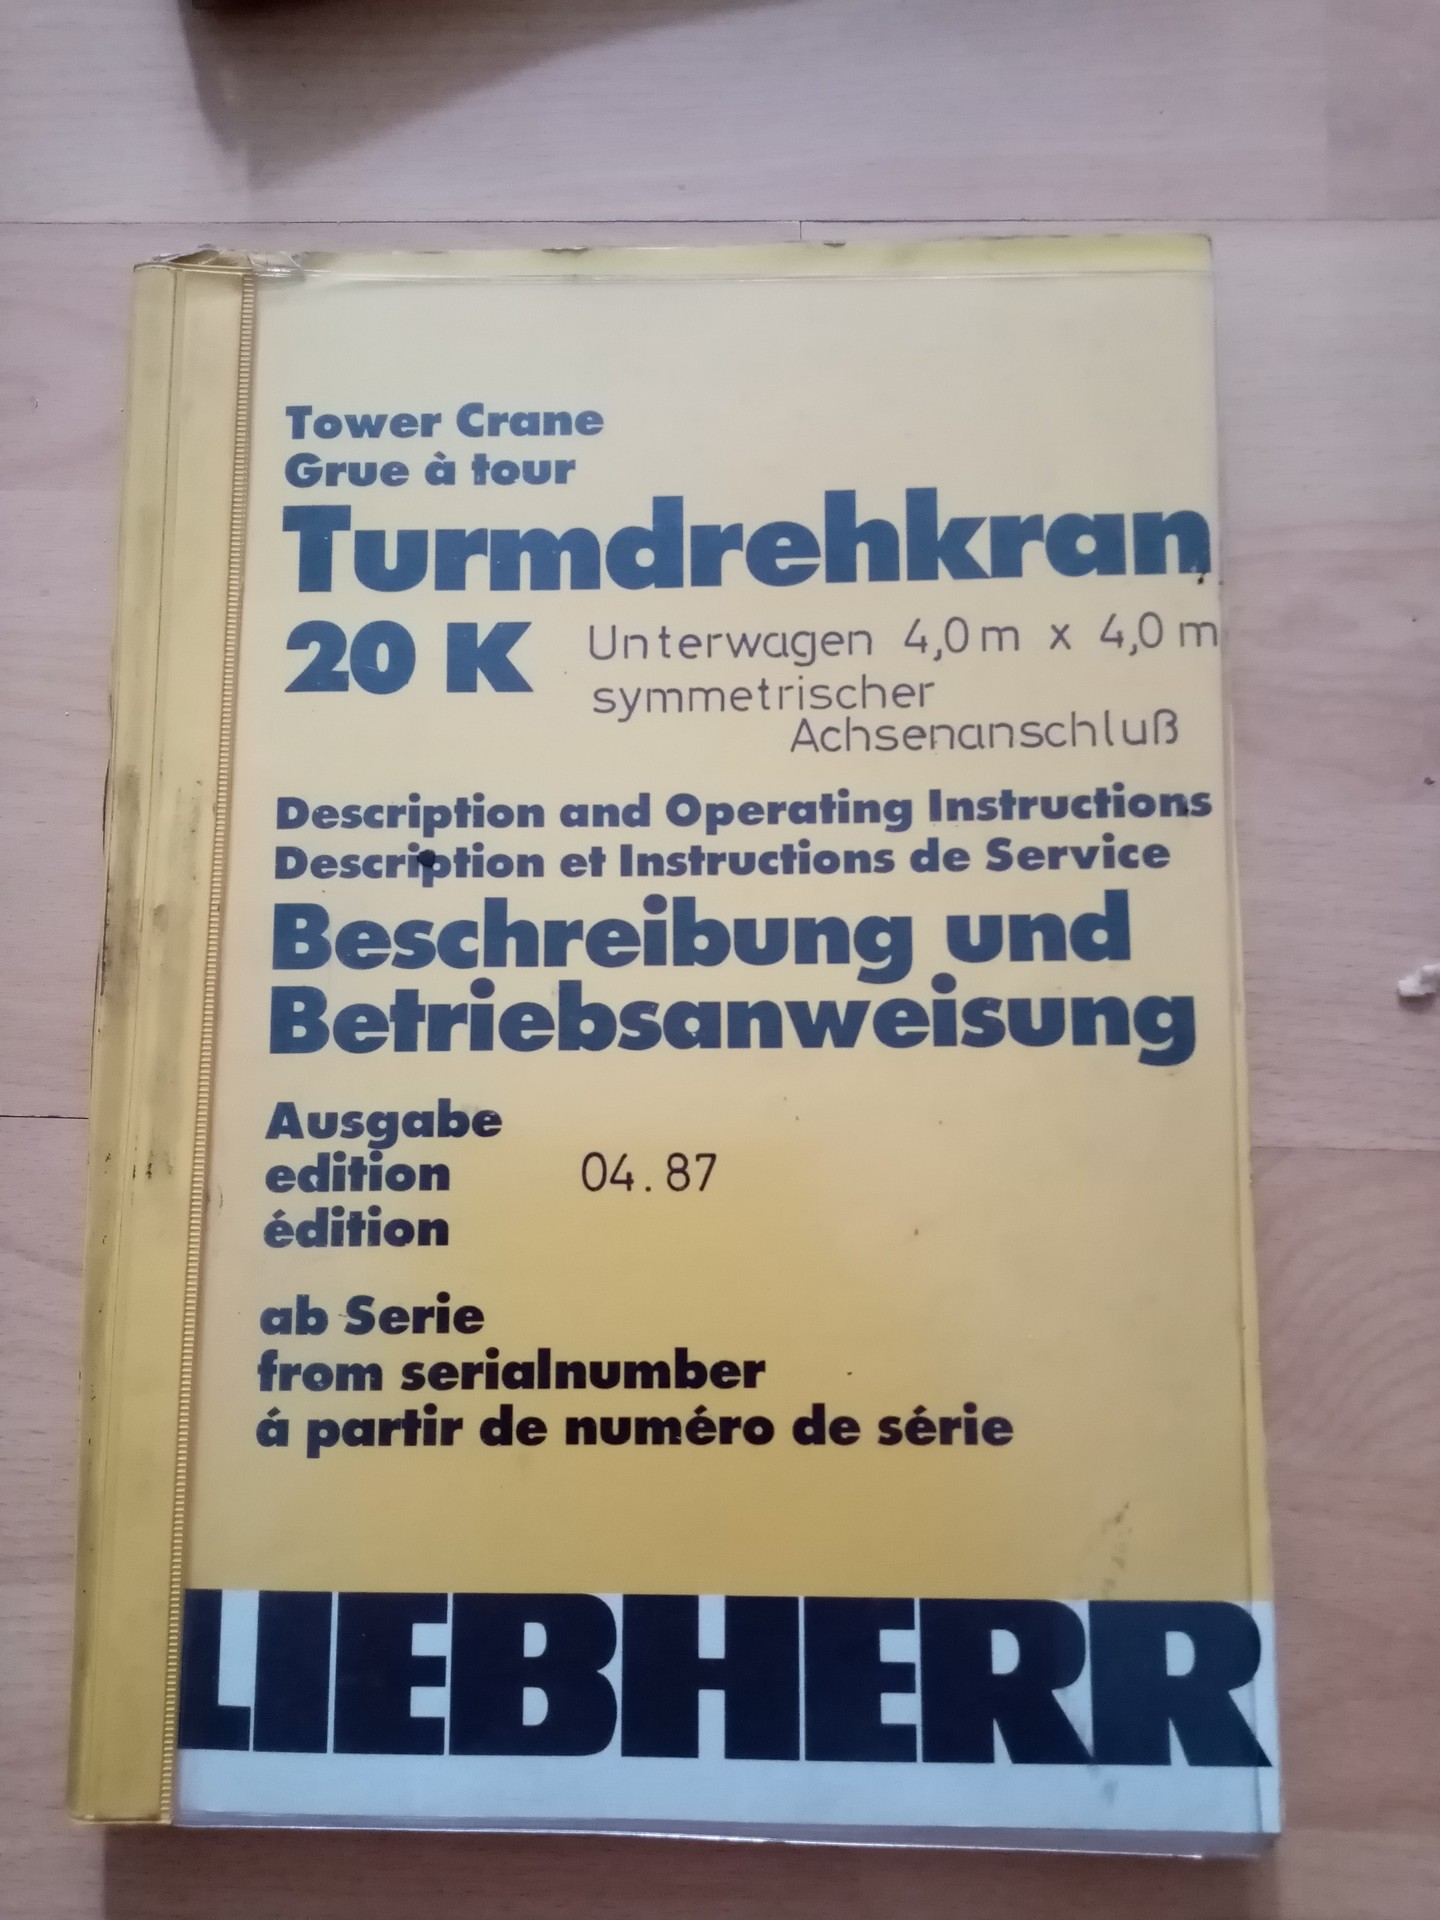 Tower Crane
Grue à tour
Turmdrehkran
20 K Unterwagen 4,0 m x 4,0 m
symmetrischer
Achsenanschluß
Description and Operating Instructions
Description et Instructions de Service
Beschreibung und
Betriebsanweisung
Ausgabe
edition 04.87
édition
ab Serie
from serialnumber
á partir de numéro de série
LIEBHERR